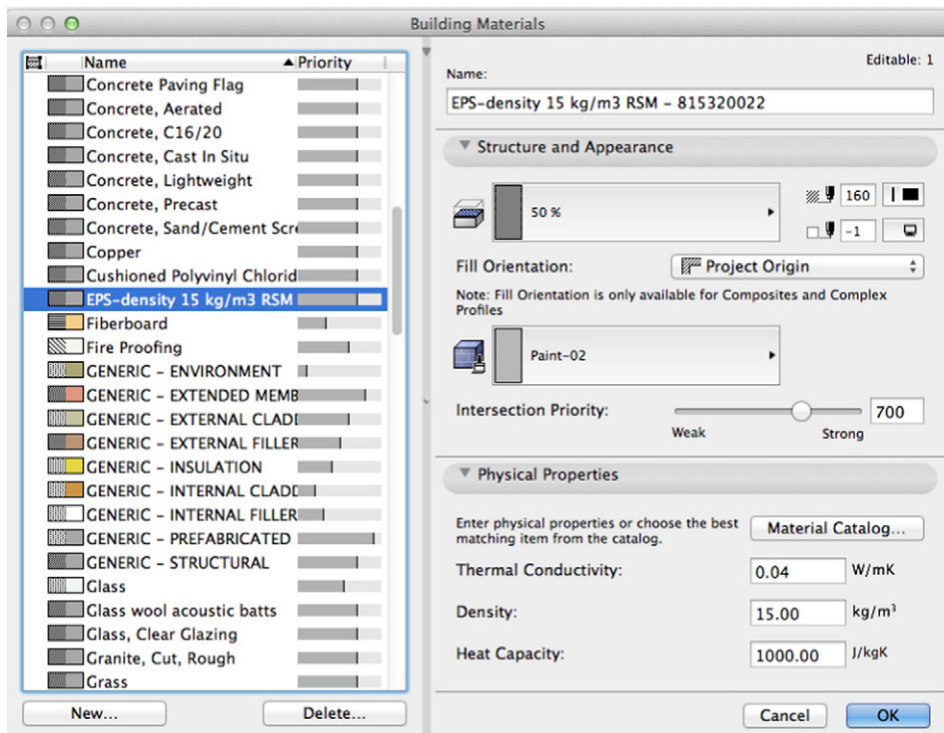 Building Materials
Name
Priority
Concrete Paving Flag
Concrete, Aerated
Concrete, C16/20
Concrete, Cast In Situ
Concrete, Lightweight
Concrete, Precast
Concrete, Sand/Cement Scre
Copper
Cushioned Polyvinyl Chlorid
EPS-density 15 kg/m3 RSM
Fiberboard
Fire Proofing
GENERIC - ENVIRONMENT
GENERIC - EXTENDED MEMB
GENERIC - EXTERNAL CLAD
GENERIC - EXTERNAL FILLER
GENERIC - INSULATION
GENERIC - INTERNAL CLADD
GENERIC - INTERNAL FILLER
GENERIC - PREFABRICATED
GENERIC - STRUCTURAL
Glass
Glass wool acoustic batts
Glass, Clear Glazing
Granite, Cut, Rough
Grass
New...
Delete...
Editable: 1
Name:
EPS-density 15 kg/m3 RSM - 815320022
Structure and Appearance
50 %
160
-1
Fill Orientation:
Project Origin
Note: Fill Orientation is only available for Composites and Complex
Profiles
Paint-02
Intersection Priority:
700
Weak
Strong
Physical Properties
Enter physical properties or choose the best
matching item from the catalog.
Material Catalog...
Thermal Conductivity:
0.04
W/mK
Density:
15.00
kg/m³
Heat Capacity:
1000.00
J/kgK
Cancel
OK